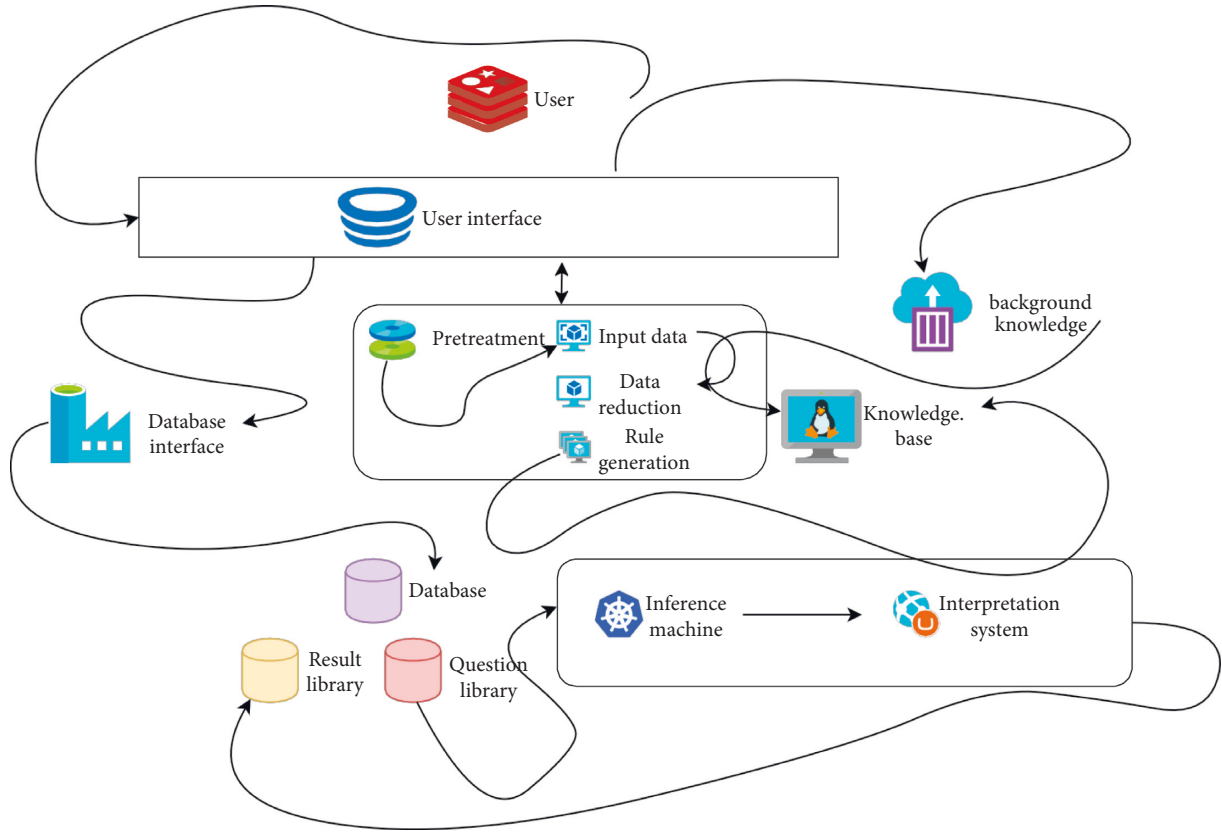 User
User interface
background
knowledge
Pretreatment
Input data
Data
reduction
Rule
generation
Knowledge.
base
Database
interface
Database
Result
library
Question
library
Inference
machine
Interpretation
system